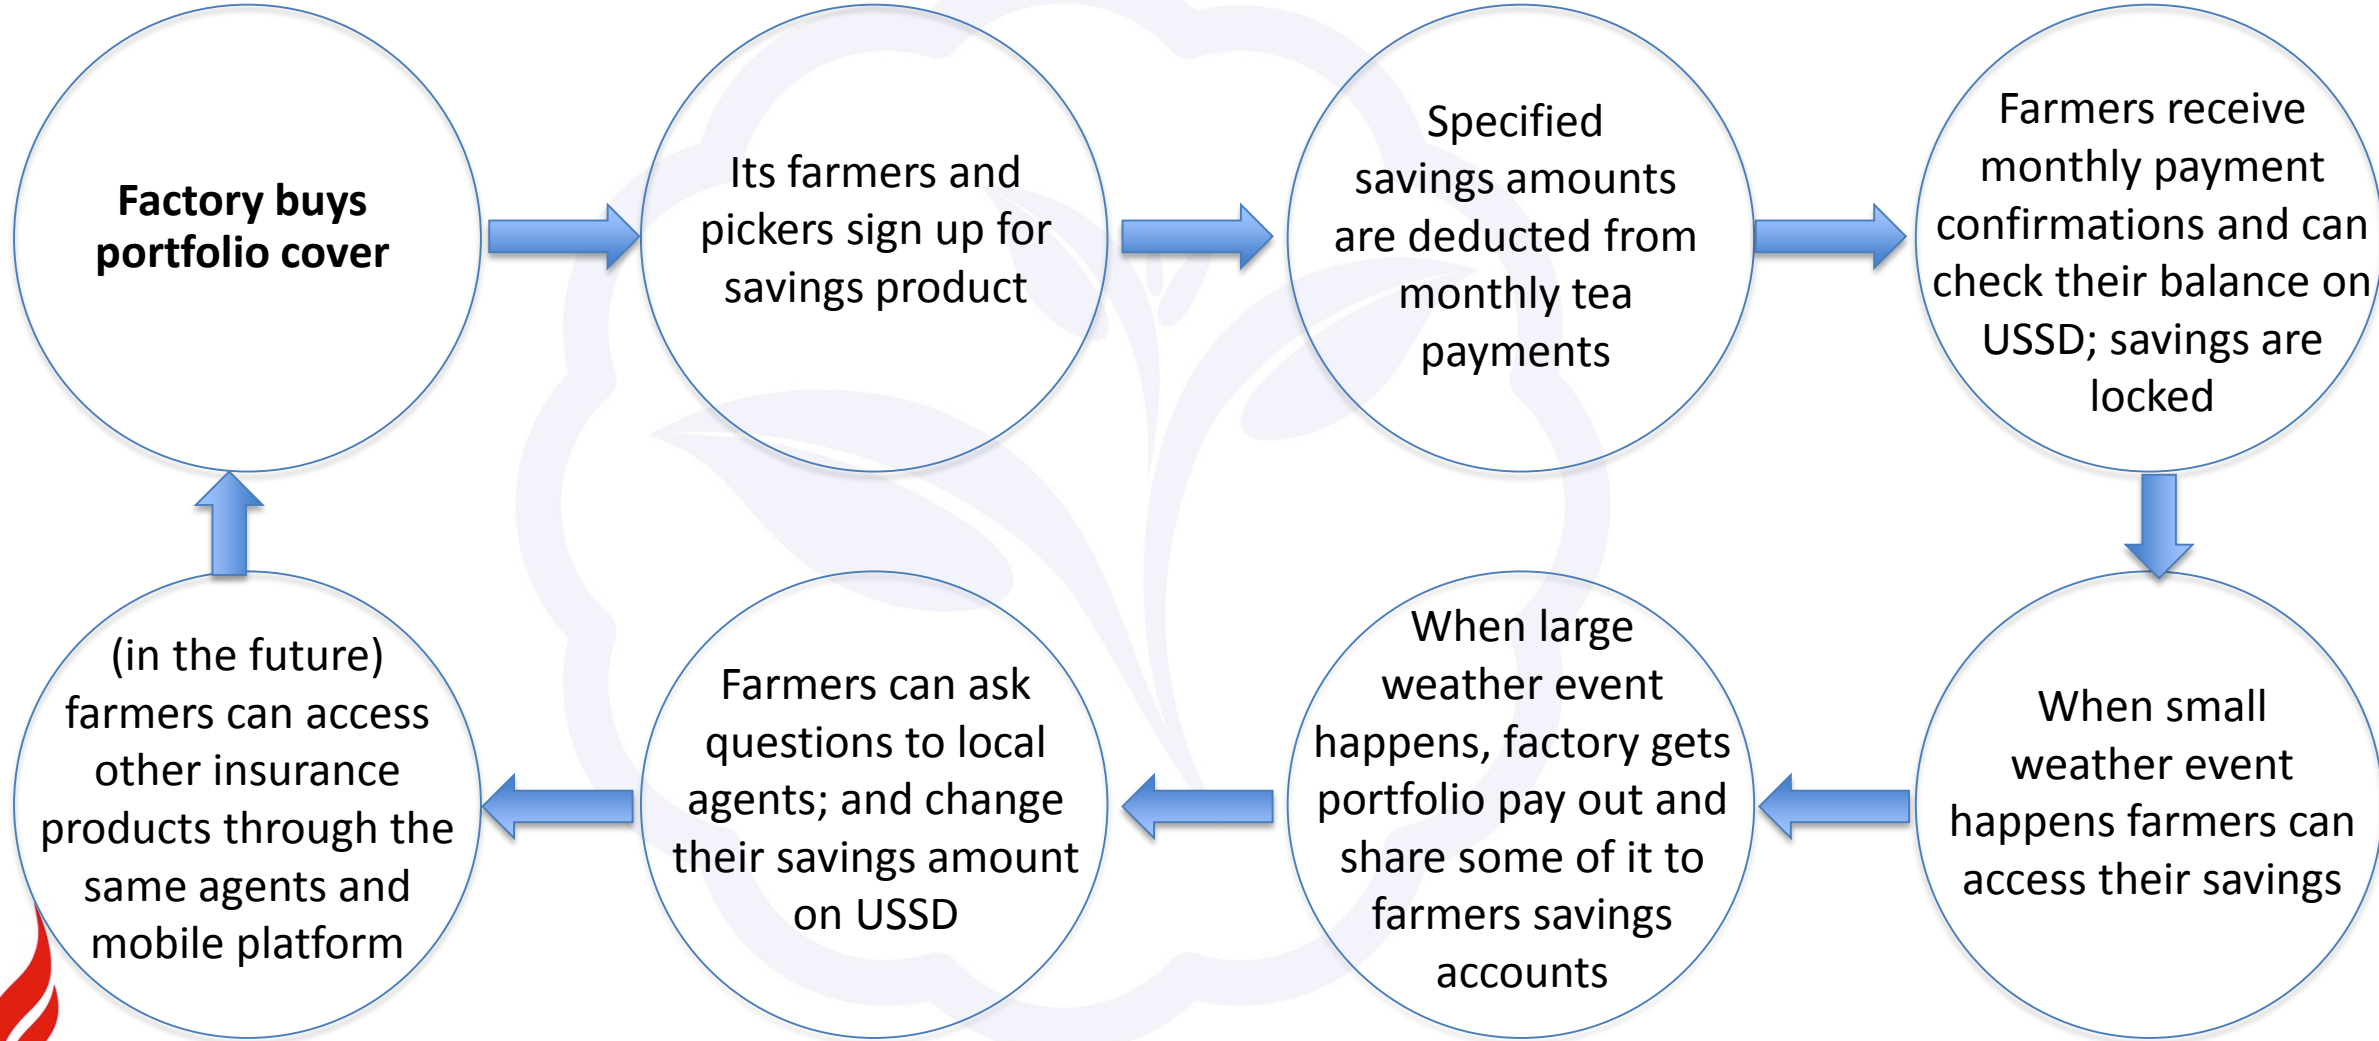 Factory buys
portfolio cover
Its farmers and
pickers sign up for
savings product
Specified
savings amounts
are deducted from
monthly tea
payments
Farmers receive
monthly payment
confirmations and can
check their balance on
USSD; savings are
locked
When small
weather event
happens farmers can
access their savings
When large
weather event
happens, factory gets
portfolio pay out and
share some of it to
farmers savings
accounts
Farmers can ask
questions to local
agents; and change
their savings amount
on USSD
(in the future)
farmers can access
other insurance
products through the
same agents and
mobile platform